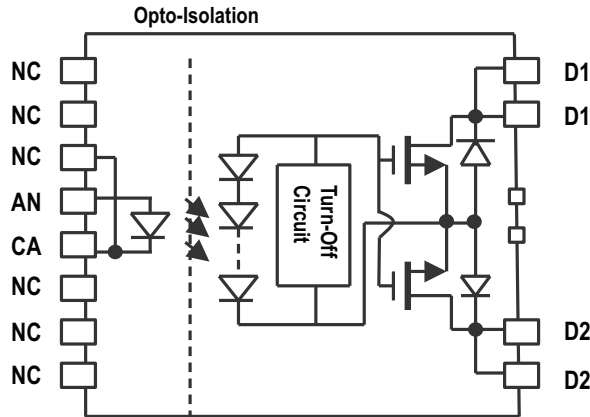 Opto-Isolation
NC
NC
NC
AN
CA
NC
NC
NC
Turn-Off
Circuit
D1
D1
D2
D2